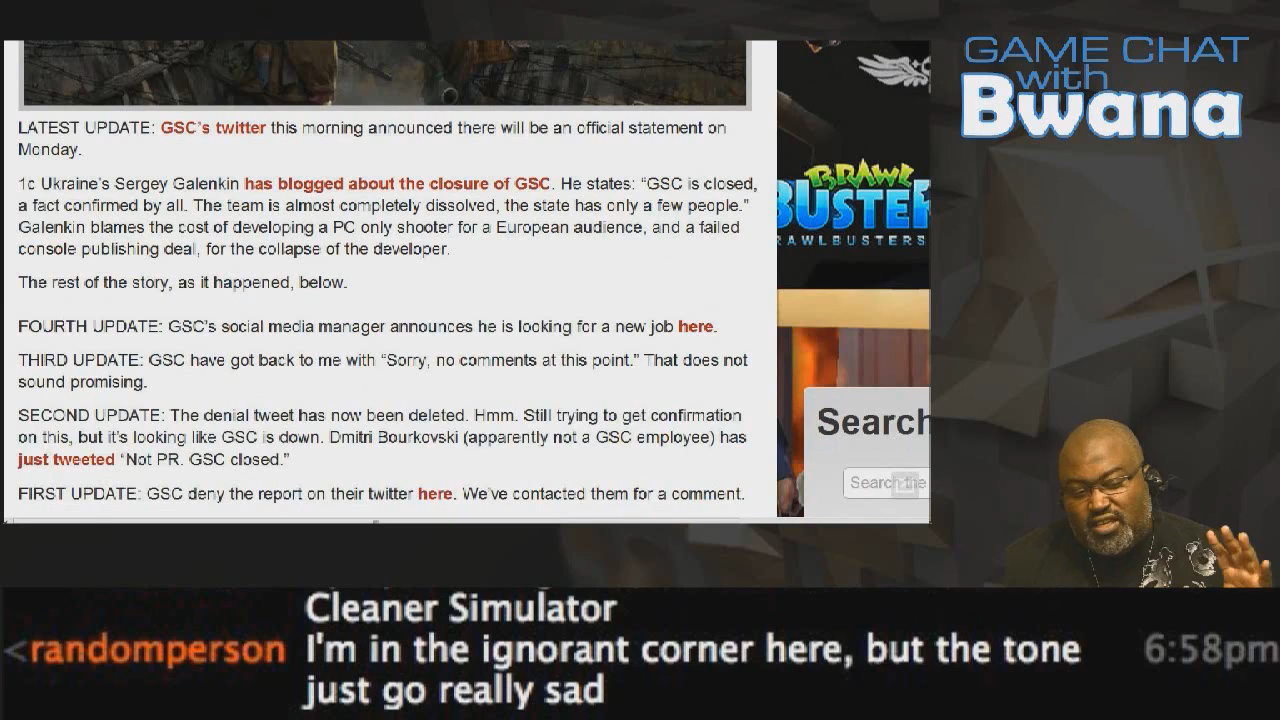 GAME CHAT
with
Bwana
LATEST UPDATE: GSC's twitter this morning announced there will be an official statement on
Monday.
1c Ukraine's Sergey Galenkin has blogged about the closure of GSC. He states: “GSC is closed,
a fact confirmed by all. The team is almost completely dissolved, the state has only a few people.”
Galenkin blames the cost of developing a PC only shooter for a European audience, and a failed
console publishing deal, for the collapse of the developer.
The rest of the story, as it happened, below.
FOURTH UPDATE: GSC's social media manager announces he is looking for a new job here.
THIRD UPDATE: GSC have got back to me with “Sorry, no comments at this point.” That does not
sound promising.
SECOND UPDATE: The denial tweet has now been deleted. Hmm. Still trying to get confirmation
on this, but it's looking like GSC is down. Dmitri Bourkovski (apparently not a GSC employee) has
just tweeted “Not PR. GSC closed.”
FIRST UPDATE: GSC deny the report on their twitter here. We've contacted them for a comment.
BRAWL
BUSTER
RAWLBUSTERS
Search
Search the
Cleaner Simulator
<randomperson I'm in the ignorant corner here, but the tone 6:58pm
just go really sad